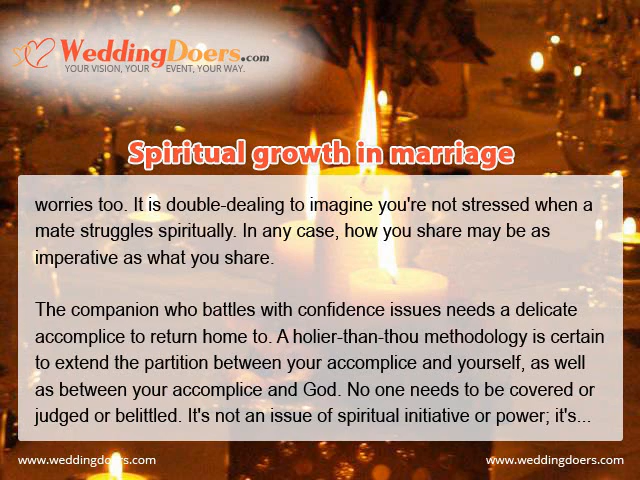 WeddingDoers.com
YOUR VISION, YOUR EVENT, YOUR WAY.
Spiritual growth in marriage
worries too. It is double-dealing to imagine you're not stressed when a
mate struggles spiritually. In any case, how you share may be as
imperative as what you share.
The companion who battles with confidence issues needs a delicate
accomplice to return home to. A holier-than-thou methodology is certain
to extend the partition between your accomplice and yourself, as well
as between your accomplice and God. No one needs to be covered or
judged or belittled. It's not an issue of spiritual initiative or power; it's...
www.weddingdoers.com www.weddingdoers.com